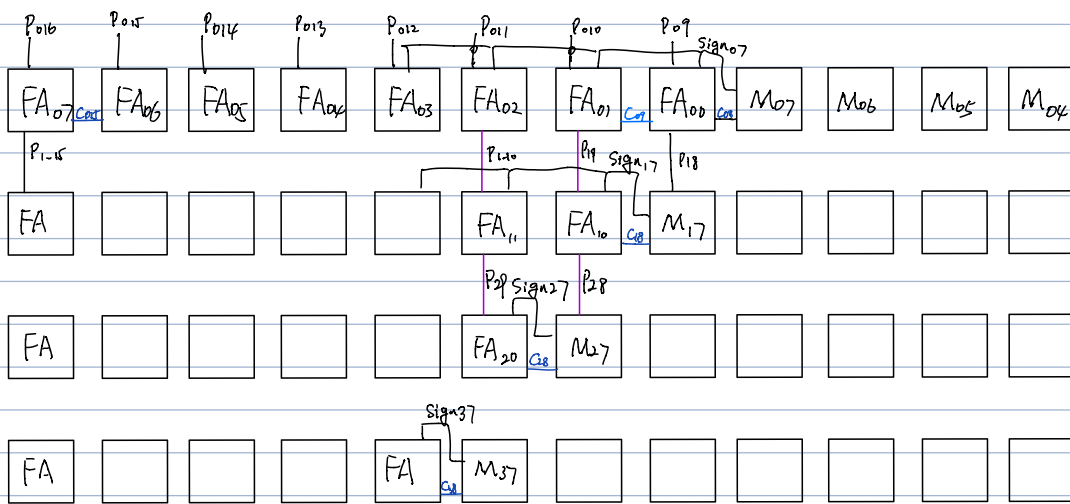 P016 P015 P014 P013 P012 P011 P010 P09 Sign07
FA07 C015 FA06 FA05 FA04 FA03 FA02 FA01 C09 FA00 C08 M07 M06 M05 M04
P1-15 P1-10 P19 Sign17 P18
FA FA11 FA10 C18 M17
P29 Sign27 P28
FA FA20 C28 M27
Sign37
FA FA C38 M37